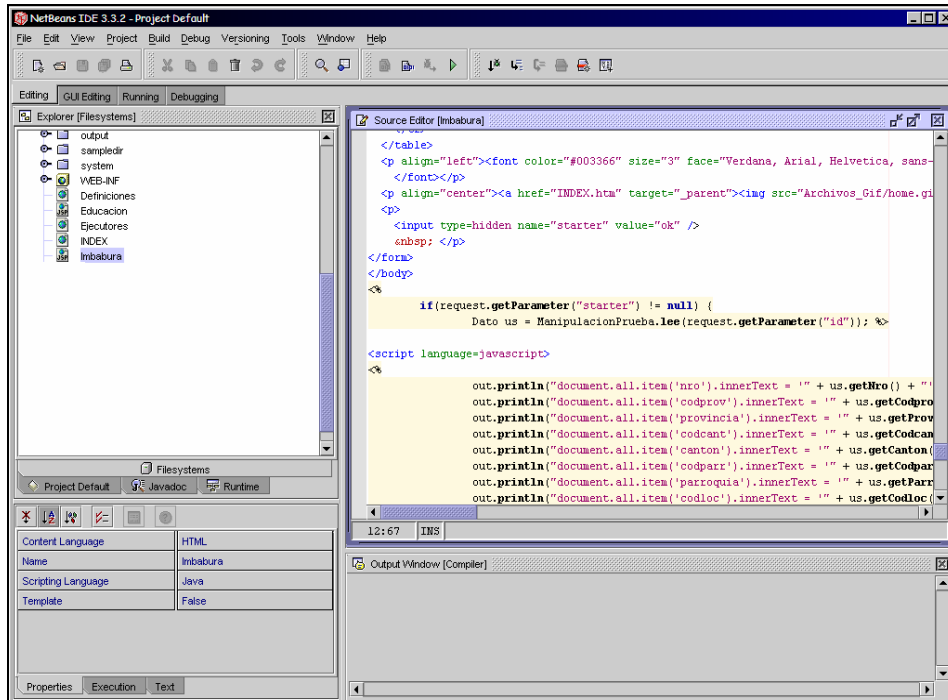 NetBeans IDE 3.3.2 - Project Default
File Edit View Project Build Debug Versioning Tools Window Help
Editing GUI Editing Running Debugging
Explorer [Filesystems]
output
sampledir
system
WEB-INF
Definiciones
Educacion
Ejecutores
INDEX
Imbabura
Filesystems
Project Default Javadoc Runtime
Content Language HTML
Name Imbabura
Scripting Language Java
Template False
Properties Execution Text
Source Editor [Imbabura]
</table>
<p align="left"><font color="#003366" size="3" face="Verdana, Arial, Helvetica, sans-
</font></p>
<p align="center"><a href="INDEX.htm" target="_parent"><img src="Archivos_Gif/home.gi
<p>
<input type=hidden name="starter" value="ok" />
&nbsp; </p>
</form>
</body>
<%
if(request.getParameter("starter") != null) {
Dato us = ManipulacionPrueba.lee(request.getParameter("id")); %>
<script language=javascript>
<%
out.println("document.all.item('nro').innerText = '" + us.getNro() + "'
out.println("document.all.item('codprov').innerText = '" + us.getCodpro
out.println("document.all.item('provincia').innerText = '" + us.getProv
out.println("document.all.item('codcant').innerText = '" + us.getCodcan
out.println("document.all.item('canton').innerText = '" + us.getCanton(
out.println("document.all.item('codparr').innerText = '" + us.getCodpar
out.println("document.all.item('parroquia').innerText = '" + us.getParr
out.println("document.all.item('codloc').innerText = '" + us.getCodloc(
12:67 INS
Output Window [Compiler]